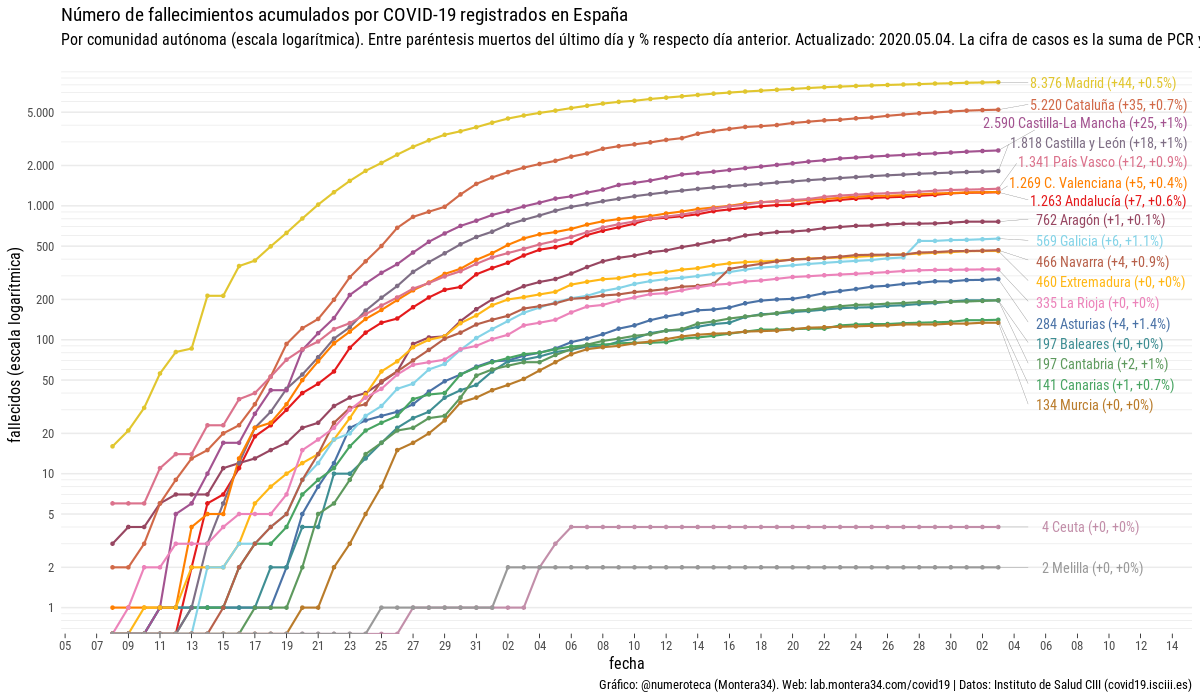 Número de fallecimientos acumulados por COVID-19 registrados en España
Por comunidad autónoma (escala logarítmica). Entre paréntesis muertos del último día y % respecto día anterior. Actualizado: 2020.05.04. La cifra de casos es la suma de PCR y
8.376 Madrid (+44, +0.5%)
5.220 Cataluña (+35, +0.7%)
2.590 Castilla-La Mancha (+25, +1%)
1.818 Castilla y León (+18, +1%)
1.341 País Vasco (+12, +0.9%)
1.269 C. Valenciana (+5, +0.4%)
1.263 Andalucía (+7, +0.6%)
762 Aragón (+1, +0.1%)
569 Galicia (+6, +1.1%)
466 Navarra (+4, +0.9%)
460 Extremadura (+0, +0%)
335 La Rioja (+0, +0%)
284 Asturias (+4, +1.4%)
197 Baleares (+0, +0%)
197 Cantabria (+2, +1%)
141 Canarias (+1, +0.7%)
134 Murcia (+0, +0%)
4 Ceuta (+0, +0%)
2 Melilla (+0, +0%)
fallecidos (escala logarítmica)
5.000
2.000
1.000
500
200
100
50
20
10
5
2
1
05 07 09 11 13 15 17 19 21 23 25 27 29 31 02 04 06 08 10 12 14 16 18 20 22 24 26 28 30 02 04 06 08 10 12 14
fecha
Gráfico: @numeroteca (Montera34). Web: lab.montera34.com/covid19 | Datos: Instituto de Salud CIII (covid19.isciii.es)